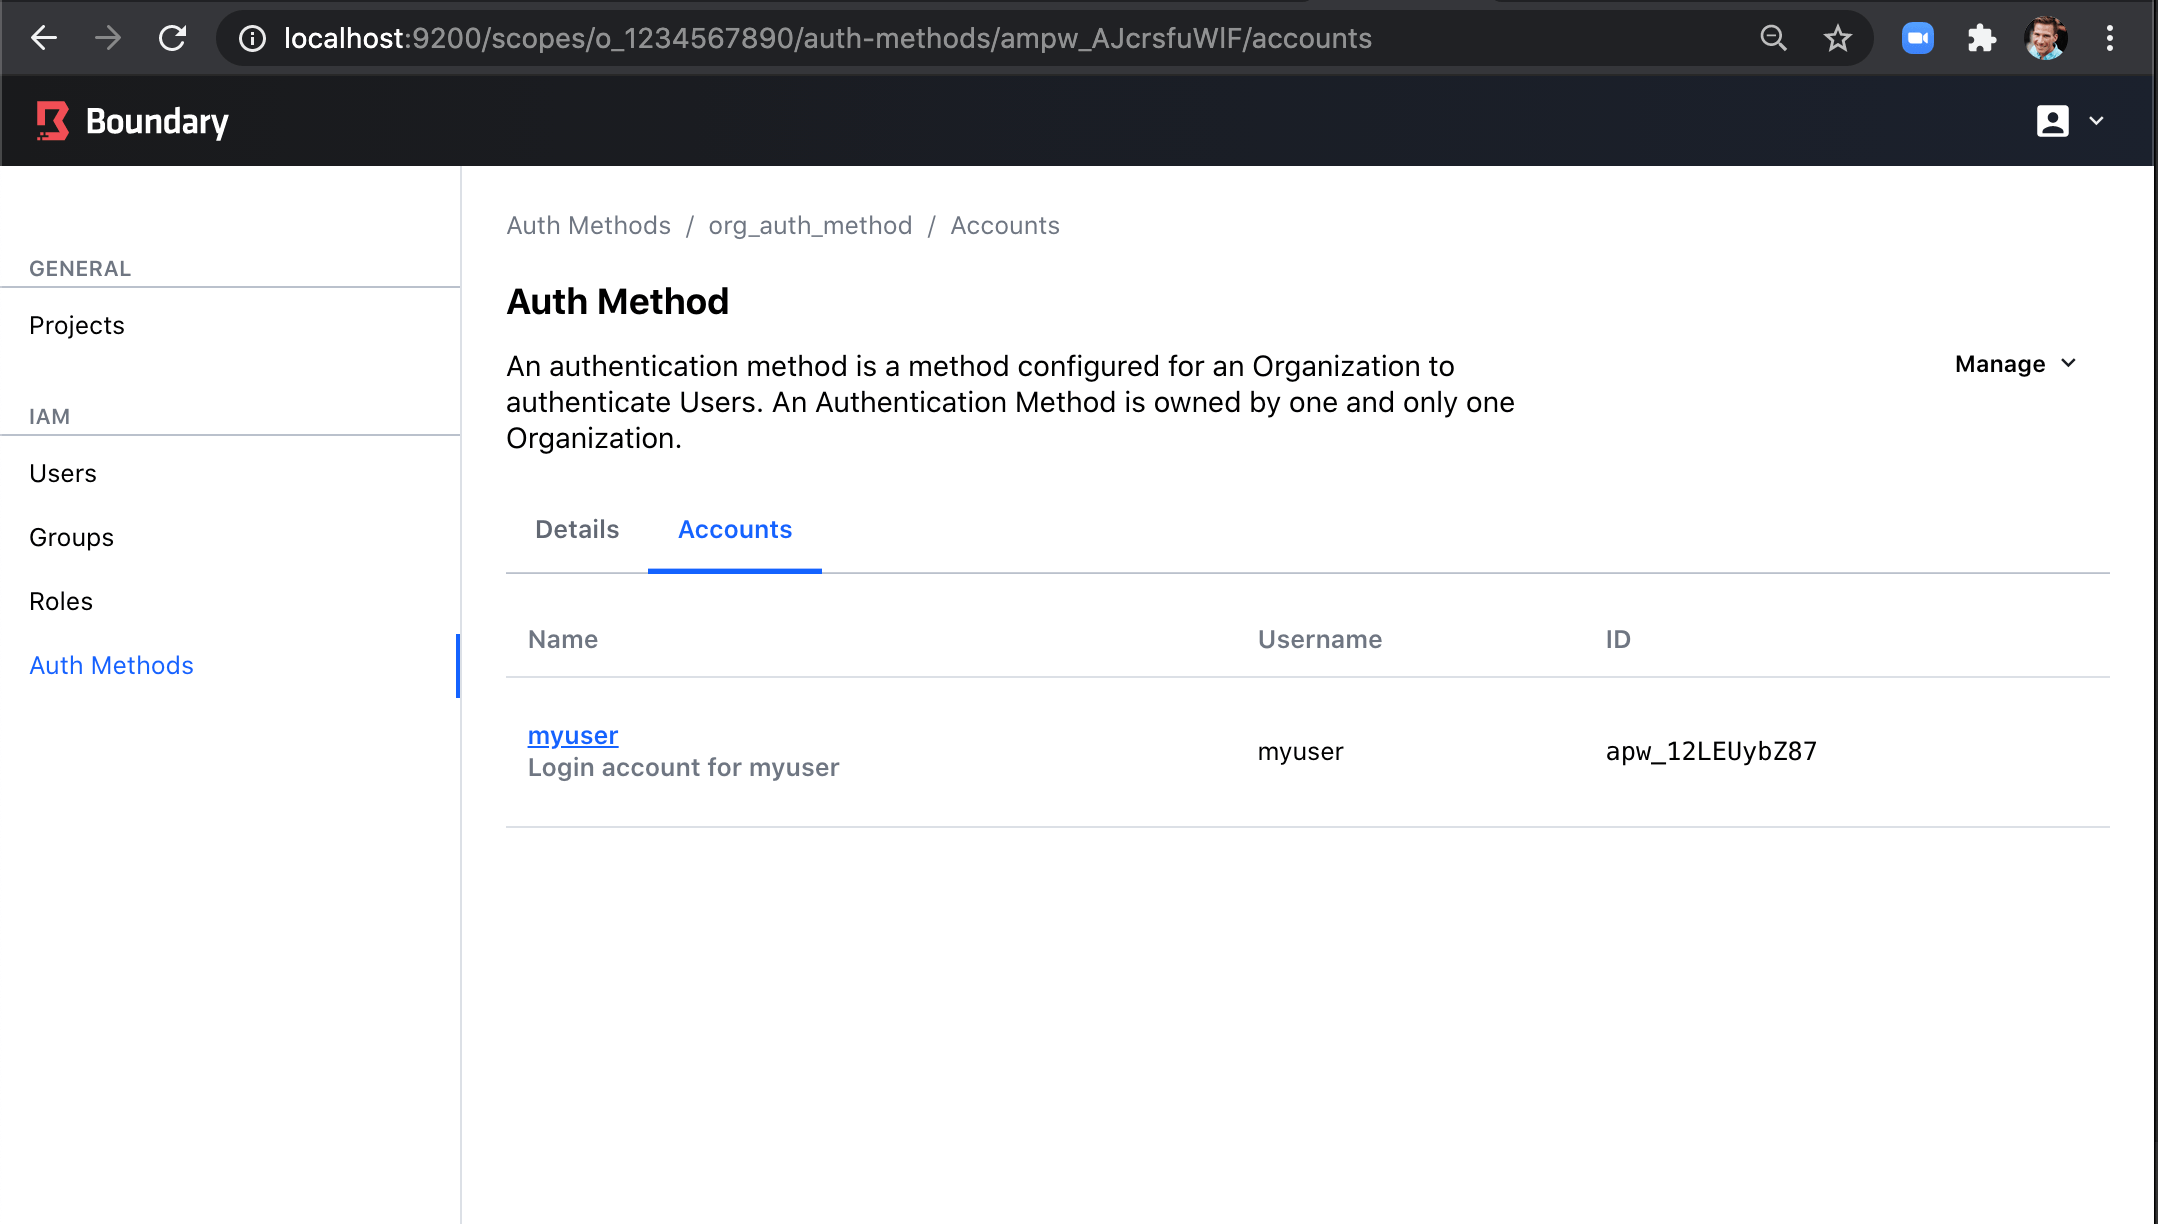 localhost:9200/scopes/o_1234567890/auth-methods/ampw_AJcrsfuWlF/accounts
Boundary
Auth Methods / org_auth_method / Accounts
GENERAL
Projects
IAM
Users
Groups
Roles
Auth Methods
Auth Method
An authentication method is a method configured for an Organization to
authenticate Users. An Authentication Method is owned by one and only one
Organization.
Manage
Details Accounts
Name Username ID
myuser
Login account for myuser
myuser
apw_12LEUybZ87